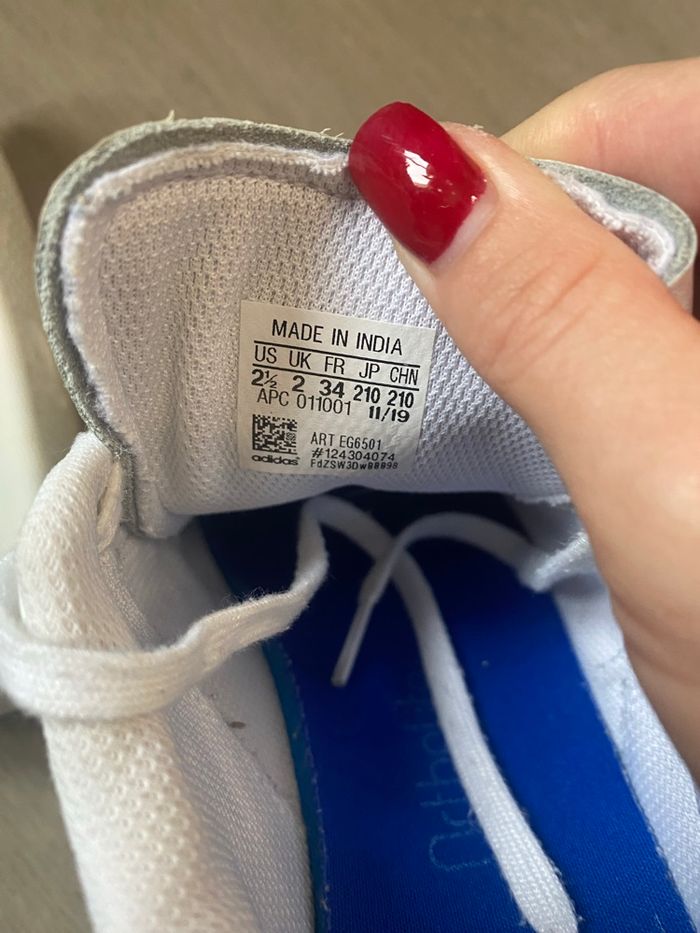 MADE IN INDIA
US UK FR JP CHN
2½ 2 34 210 210
APC 011001 11/19
ART EG6501
#124304074
adidas